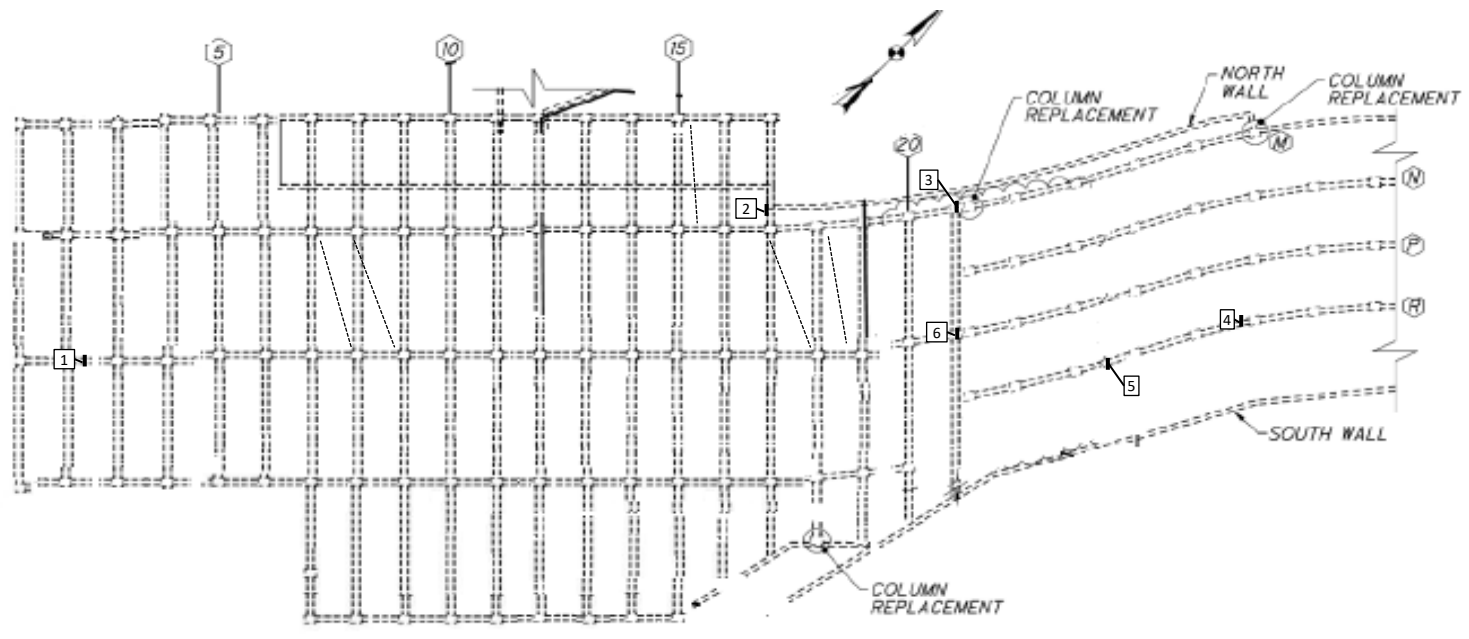 5
10
15
NORTH
WALL
COLUMN
REPLACEMENT
COLUMN
REPLACEMENT
M
20
3
N
2
P
R
4
6
1
5
SOUTH WALL
COLUMN
REPLACEMENT